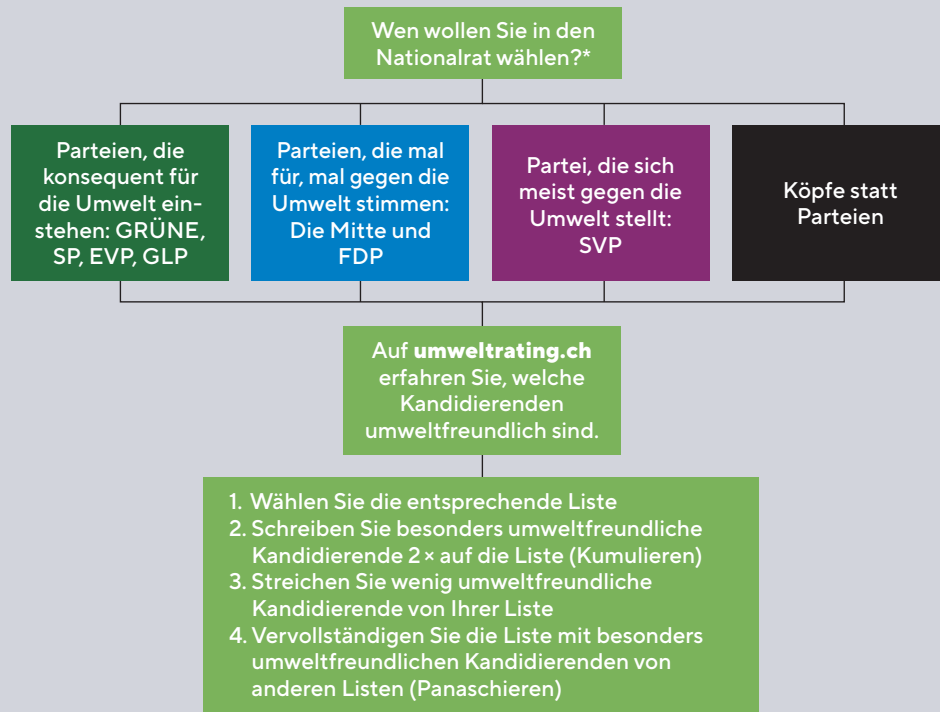 Wen wollen Sie in den
Nationalrat wählen?*
Parteien, die
konsequent für
die Umwelt ein-
stehen: GRÜNE,
SP, EVP, GLP
Parteien, die mal
für, mal gegen die
Umwelt stimmen:
Die Mitte und
FDP
Partei, die sich
meist gegen die
Umwelt stellt:
SVP
Köpfe statt
Parteien
Auf umweltrating.ch
erfahren Sie, welche
Kandidierenden
umweltfreundlich sind.
1. Wählen Sie die entsprechende Liste
2. Schreiben Sie besonders umweltfreundliche
Kandidierende 2 × auf die Liste (Kumulieren)
3. Streichen Sie wenig umweltfreundliche
Kandidierende von Ihrer Liste
4. Vervollständigen Sie die Liste mit besonders
umweltfreundlichen Kandidierenden von
anderen Listen (Panaschieren)